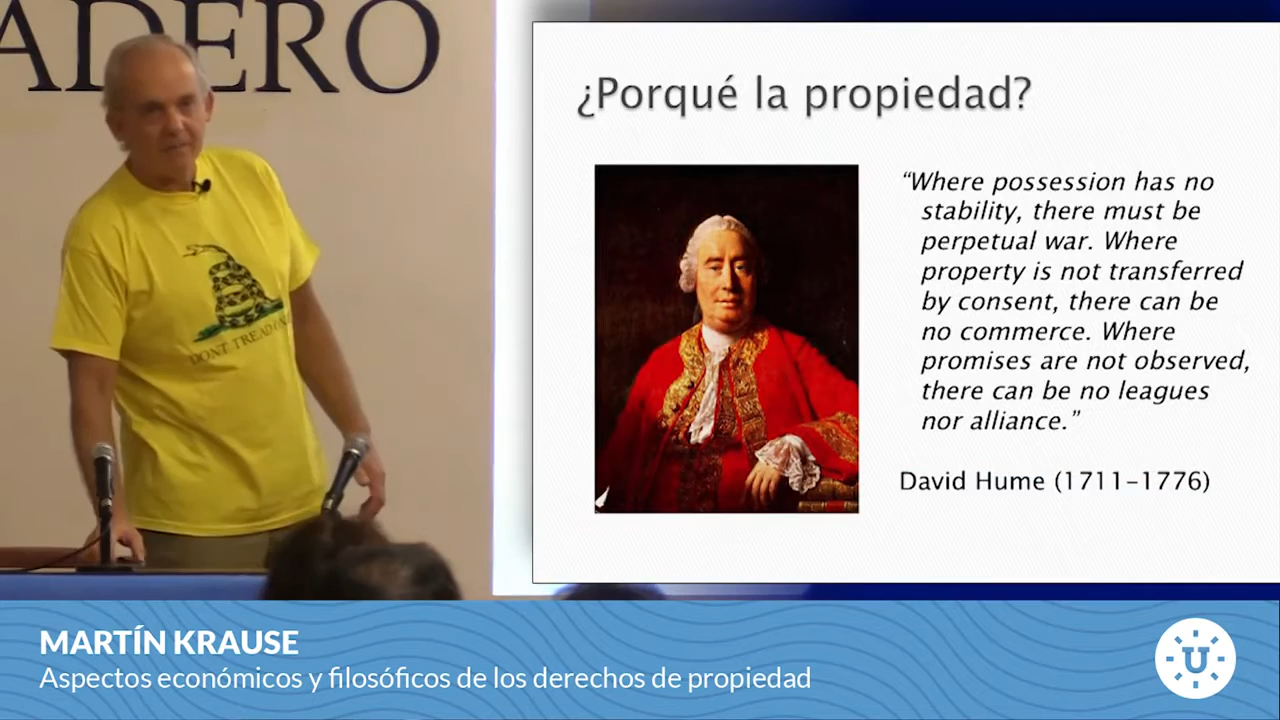 ADERO
DONT TREAD ON
¿Porqué la propiedad?
“Where possession has no
stability, there must be
perpetual war. Where
property is not transferred
by consent, there can be
no commerce. Where
promises are not observed,
there can be no leagues
nor alliance.”
David Hume (1711-1776)
MARTÍN KRAUSE
Aspectos económicos y filosóficos de los derechos de propiedad
U